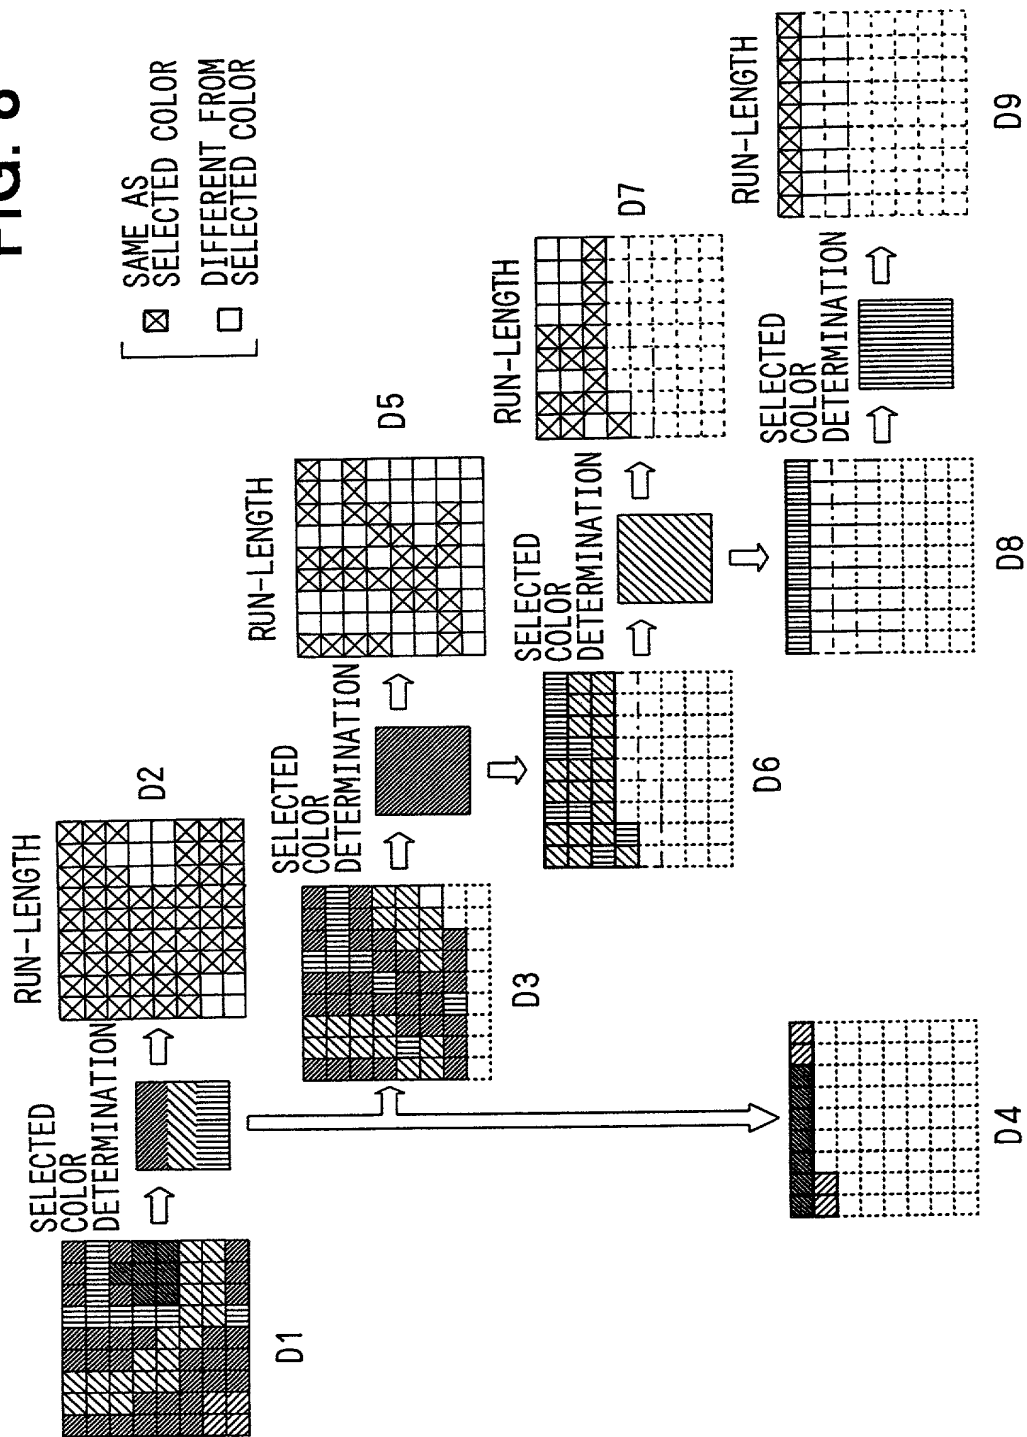 FIG. 8
SAME AS
SELECTED COLOR
DIFFERENT FROM
SELECTED COLOR
D1
SELECTED
COLOR
DETERMINATION
RUN-LENGTH
D2
D3
SELECTED
COLOR
DETERMINATION
RUN-LENGTH
D5
D4
D6
SELECTED
COLOR
DETERMINATION
RUN-LENGTH
D7
D8
SELECTED
COLOR
DETERMINATION
RUN-LENGTH
D9